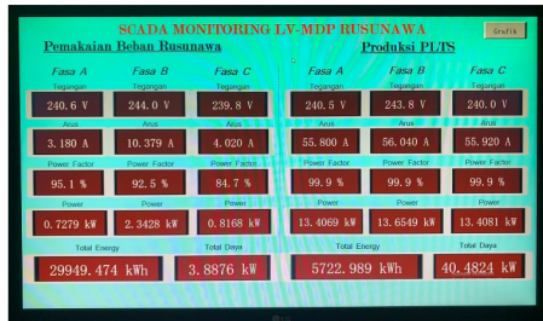 SCADA MONITORING LV-MDP RUSUNAWA
Grafik
Pemakaian Beban Rusunawa
Produksi PLTS
Fasa A Fasa B Fasa C Fasa A Fasa B Fasa C
Tegangan Tegangan Tegangan Tegangan Tegangan Tegangan
240.6 V 244.0 V 239.8 V 240.5 V 243.8 V 240.0 V
Arus Arus Arus Arus Arus Arus
3.180 A 10.379 A 4.020 A 55.800 A 56.040 A 55.920 A
Power Factor Power Factor Power Factor Power Factor Power Factor Power Factor
95.1 % 92.5 % 84.7 % 99.9 % 99.9 % 99.9 %
Power Power Power Power Power Power
0.7279 kW 2.3428 kW 0.8168 kW 13.4069 kW 13.6549 kW 13.4081 kW
Total Energy Total Daya Total Energy Total Daya
29949.474 kWh 3.8876 kW 5722.989 kWh 40.4824 kW